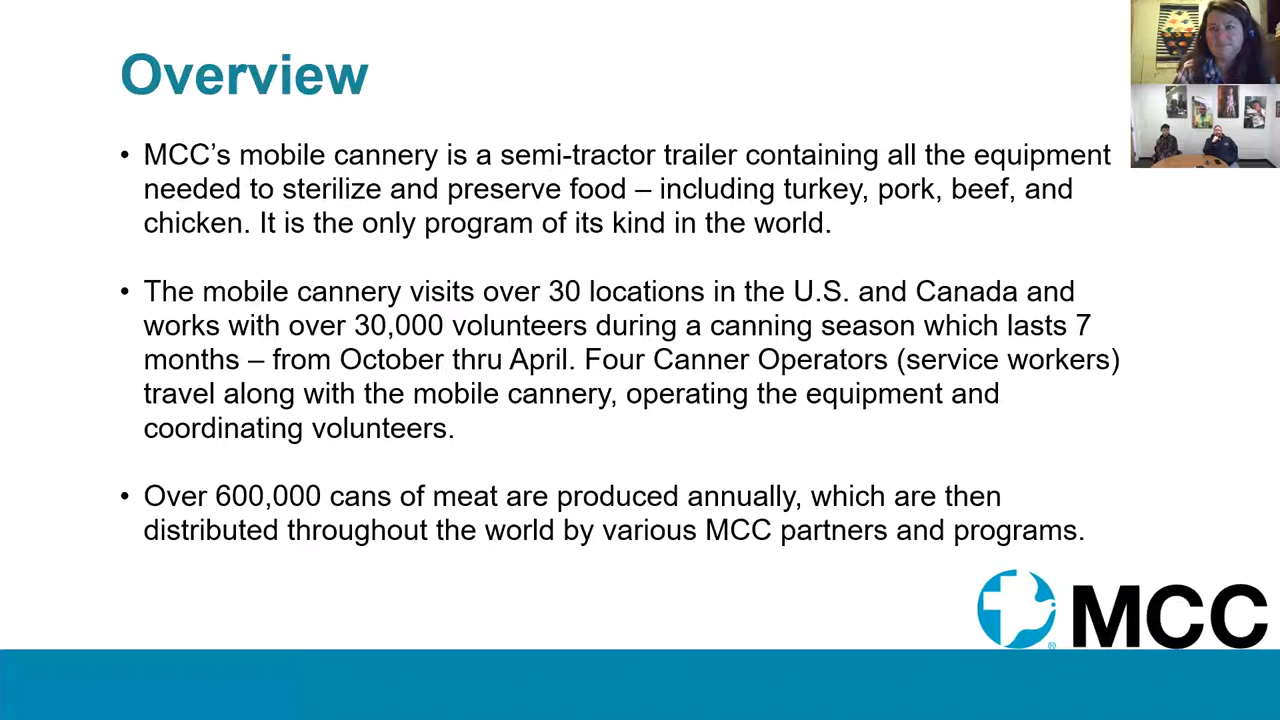 Overview
• MCC’s mobile cannery is a semi-tractor trailer containing all the equipment
needed to sterilize and preserve food – including turkey, pork, beef, and
chicken. It is the only program of its kind in the world.
• The mobile cannery visits over 30 locations in the U.S. and Canada and
works with over 30,000 volunteers during a canning season which lasts 7
months – from October thru April. Four Canner Operators (service workers)
travel along with the mobile cannery, operating the equipment and
coordinating volunteers.
• Over 600,000 cans of meat are produced annually, which are then
distributed throughout the world by various MCC partners and programs.
® MCC